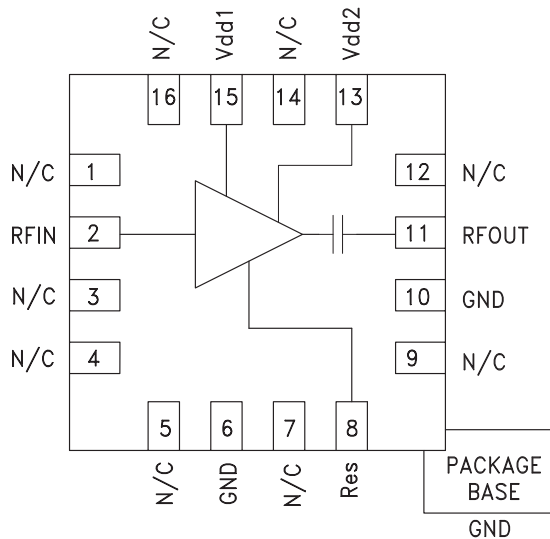 N/C
Vdd1
N/C
Vdd2
16
15
14
13
N/C
1
12
N/C
RFIN
2
11
RFOUT
N/C
3
10
GND
N/C
4
9
N/C
5
6
7
8
N/C
GND
N/C
Res
PACKAGE
BASE
GND